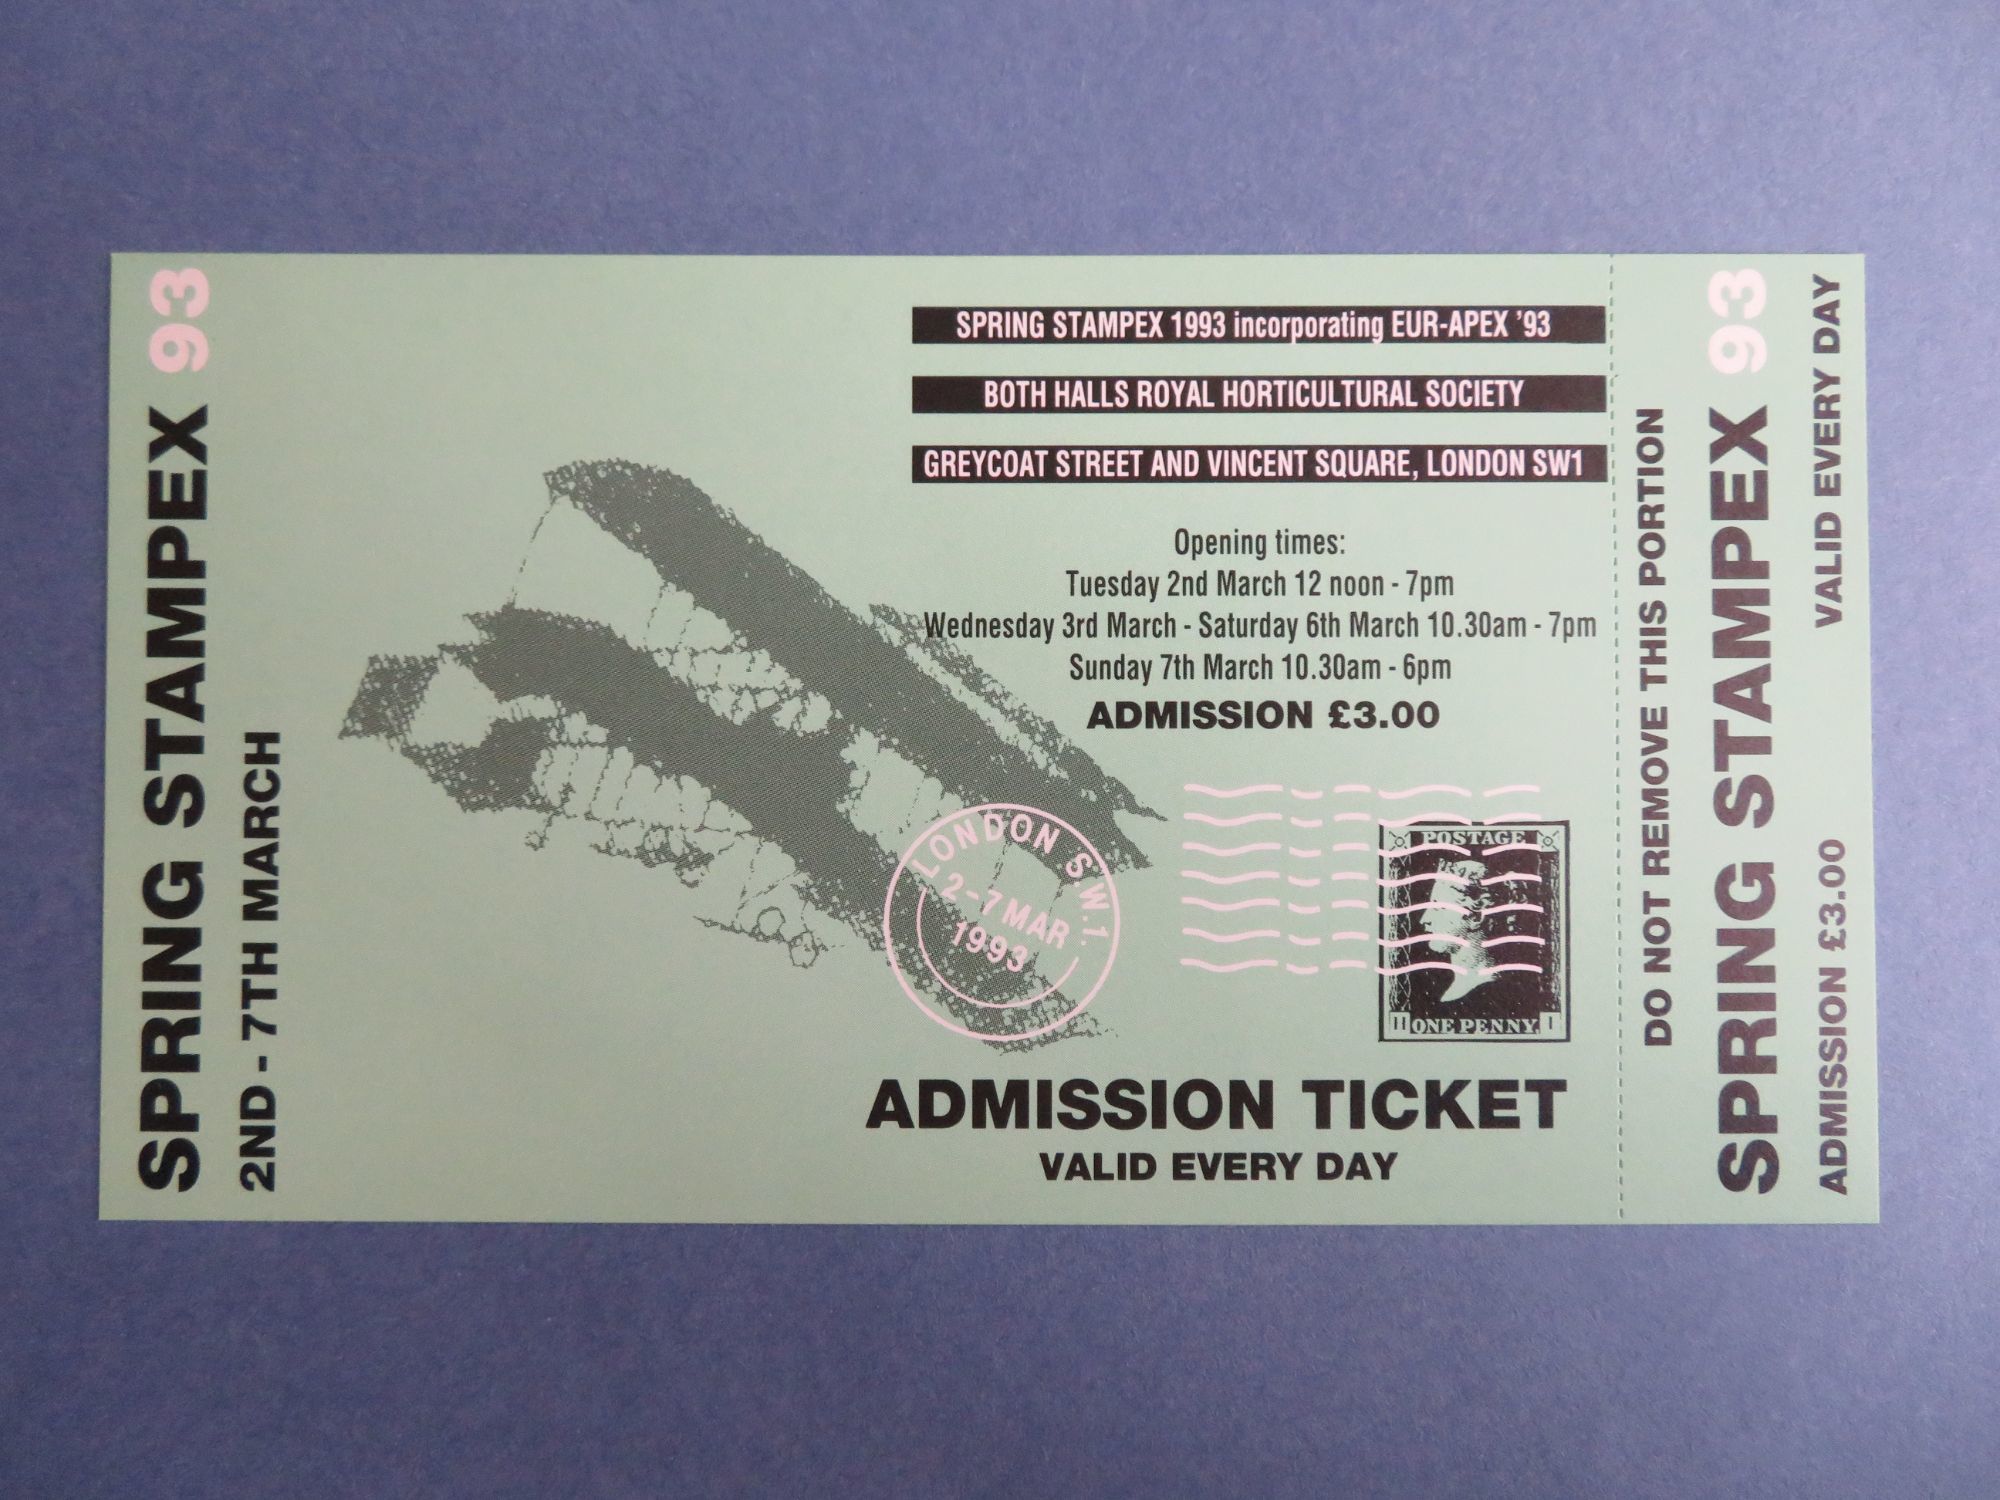 SPRING STAMPEX 93
2ND - 7TH MARCH
SPRING STAMPEX 1993 incorporating EUR-APEX ’93
BOTH HALLS ROYAL HORTICULTURAL SOCIETY
GREYCOAT STREET AND VINCENT SQUARE, LONDON SW1
Opening times:
Tuesday 2nd March 12 noon - 7pm
Wednesday 3rd March - Saturday 6th March 10.30am - 7pm
Sunday 7th March 10.30am - 6pm
ADMISSION £3.00
LONDON S.W.1.
2-7 MAR
1993
POSTAGE
ONE PENNY
ADMISSION TICKET
VALID EVERY DAY
DO NOT REMOVE THIS PORTION
SPRING STAMPEX 93
ADMISSION £3.00 VALID EVERY DAY